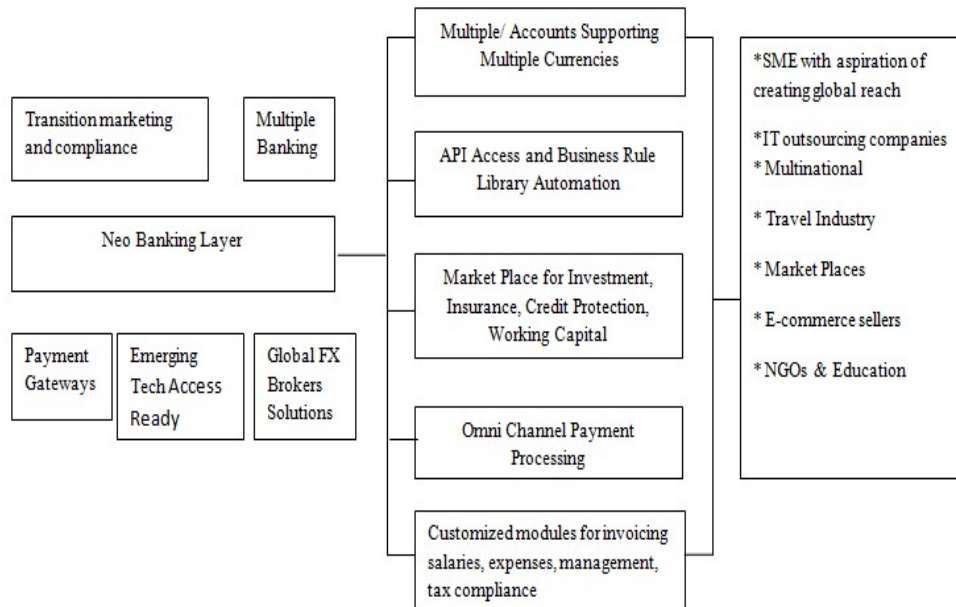 Transition marketing
and compliance
Multiple
Banking
Neo Banking Layer
Payment
Gateways
Emerging
Tech Access
Ready
Global FX
Brokers
Solutions
Multiple/ Accounts Supporting
Multiple Currencies
API Access and Business Rule
Library Automation
Market Place for Investment,
Insurance, Credit Protection,
Working Capital
Omni Channel Payment
Processing
Customized modules for invoicing
salaries, expenses, management,
tax compliance
*SME with aspiration of
creating global reach
*IT outsourcing companies
* Multinational
* Travel Industry
* Market Places
* E-commerce sellers
* NGOs & Education